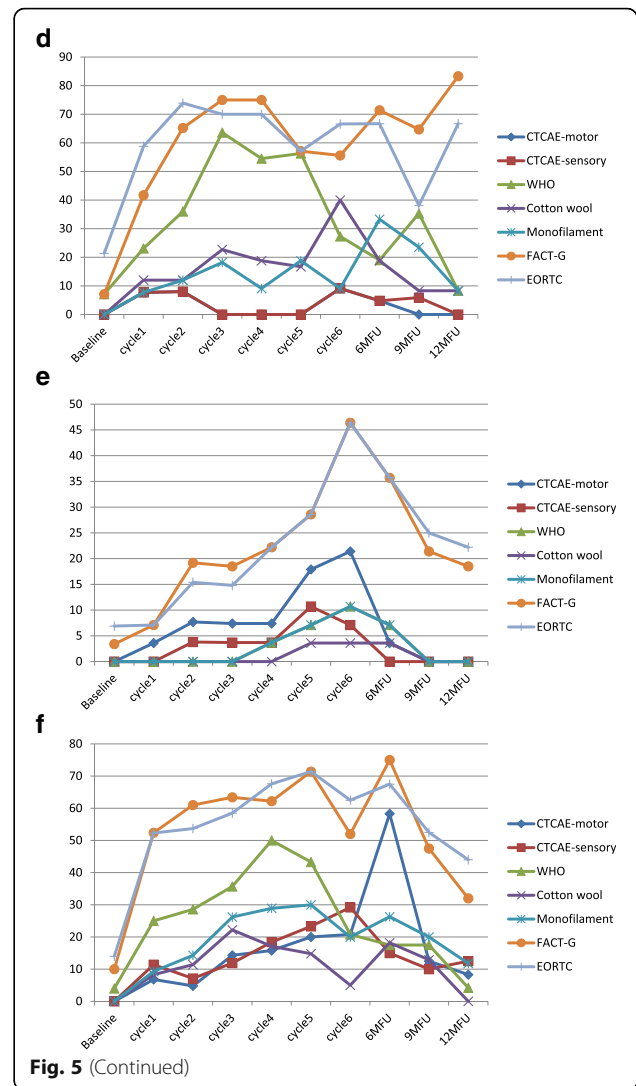 d
90
80
70
60
50
40
30
20
10
0
Baseline
cycle1
cycle2
cycle3
cycle4
cycle5
cycle6
6MFU
9MFU
12MFU
CTCAE-motor
CTCAE-sensory
WHO
Cotton wool
Monofilament
FACT-G
EORTC
e
50
45
40
35
30
25
20
15
10
5
0
Baseline
cycle1
cycle2
cycle3
cycle4
cycle5
cycle6
6MFU
9MFU
12MFU
CTCAE-motor
CTCAE-sensory
WHO
Cotton wool
Monofilament
FACT-G
EORTC
f
80
70
60
50
40
30
20
10
0
Baseline
cycle1
cycle2
cycle3
cycle4
cycle5
cycle6
6MFU
9MFU
12MFU
CTCAE-motor
CTCAE-sensory
WHO
Cotton wool
Monofilament
FACT-G
EORTC
Fig. 5 (Continued)